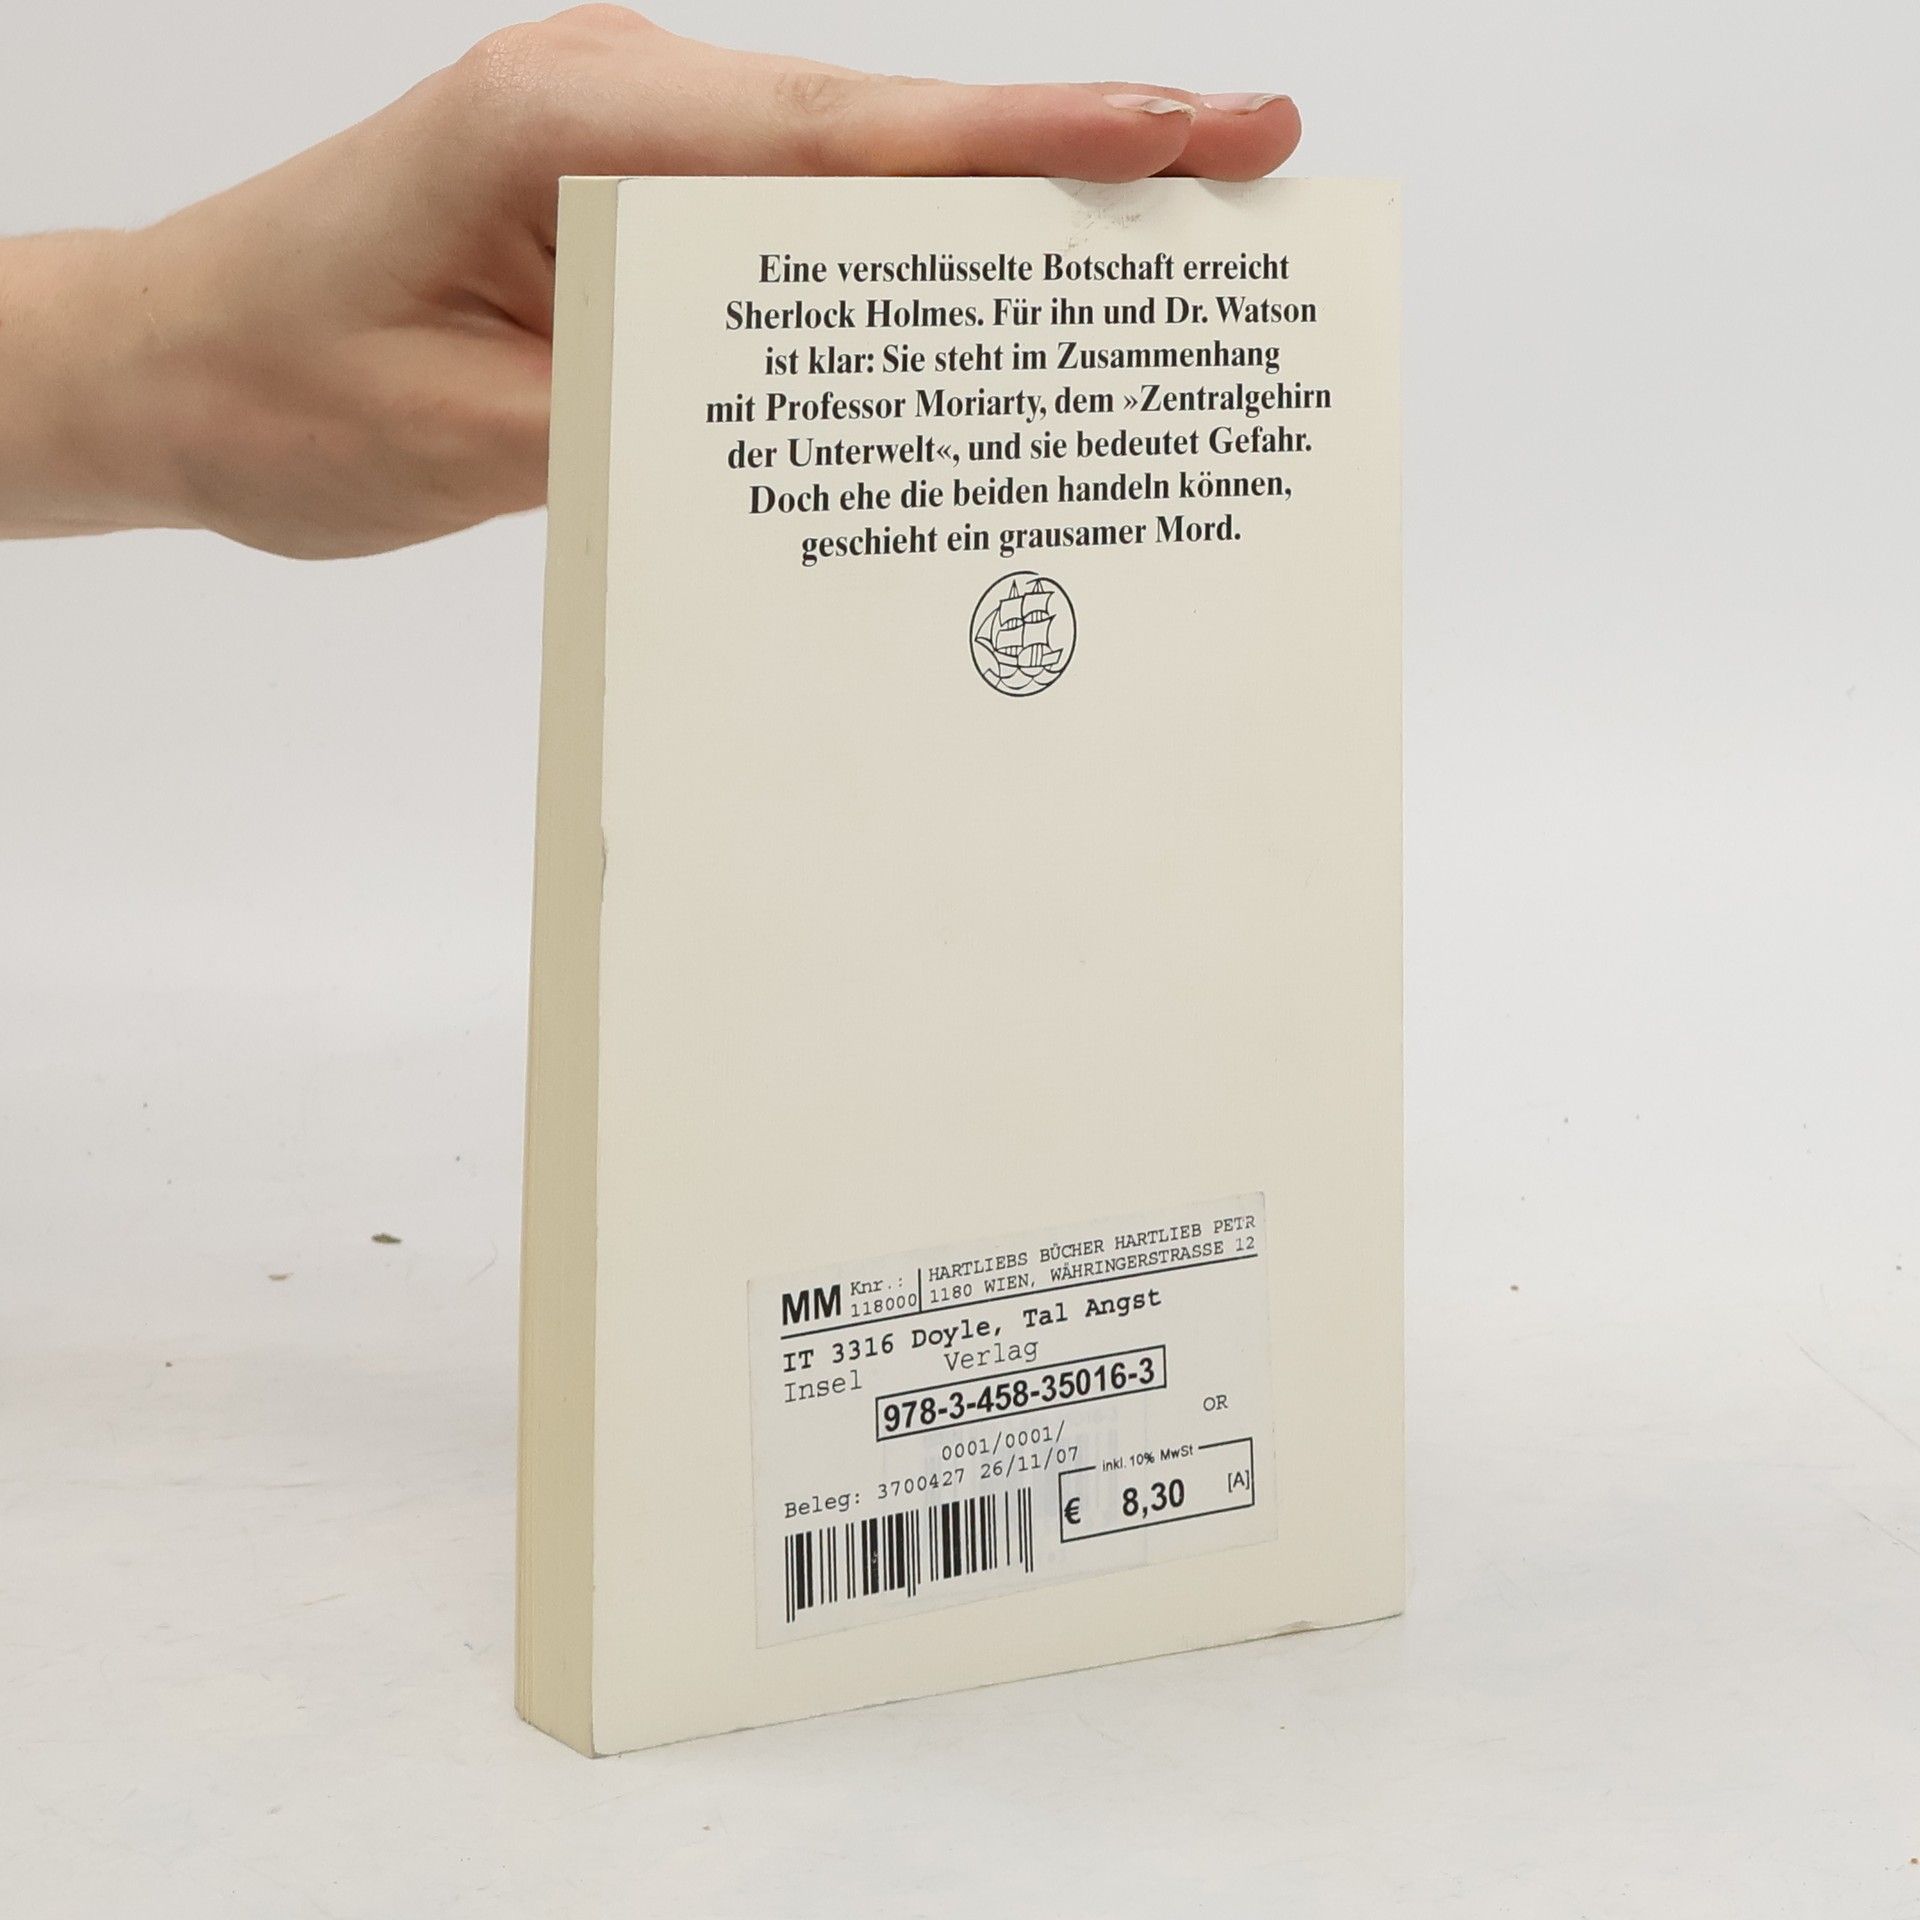 Eine verschlüsselte Botschaft erreicht
Sherlock Holmes. Für ihn und Dr. Watson
ist klar: Sie steht im Zusammenhang
mit Professor Moriarty, dem »Zentralgehirn
der Unterwelt«, und sie bedeutet Gefahr.
Doch ehe die beiden handeln können,
geschieht ein grausamer Mord.
MM Knr.: HARTLIEBS BÜCHER HARTLIEB PETR
118000 1180 WIEN, WÄHRINGERSTRASSE 12
IT 3316 Doyle, Tal Angst
Insel Verlag
978-3-458-35016-3
OR
0001/0001/
Beleg: 3700427 26/11/07
inkl. 10% MwSt
€ 8,30 [A]